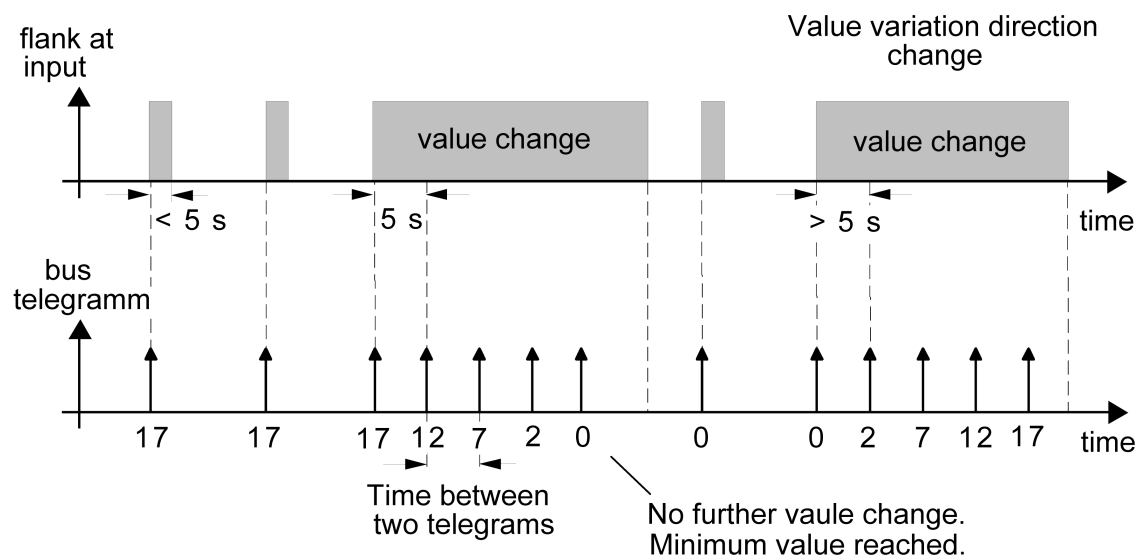 Value variation direction
change
flank at
input
value change
value change
< 5 s
5 s
> 5 s
time
bus
telegramm
17
17
17
12
7
2
0
0
0
2
7
12
17
time
Time between
two telegrams
No further vaule change.
Minimum value reached.